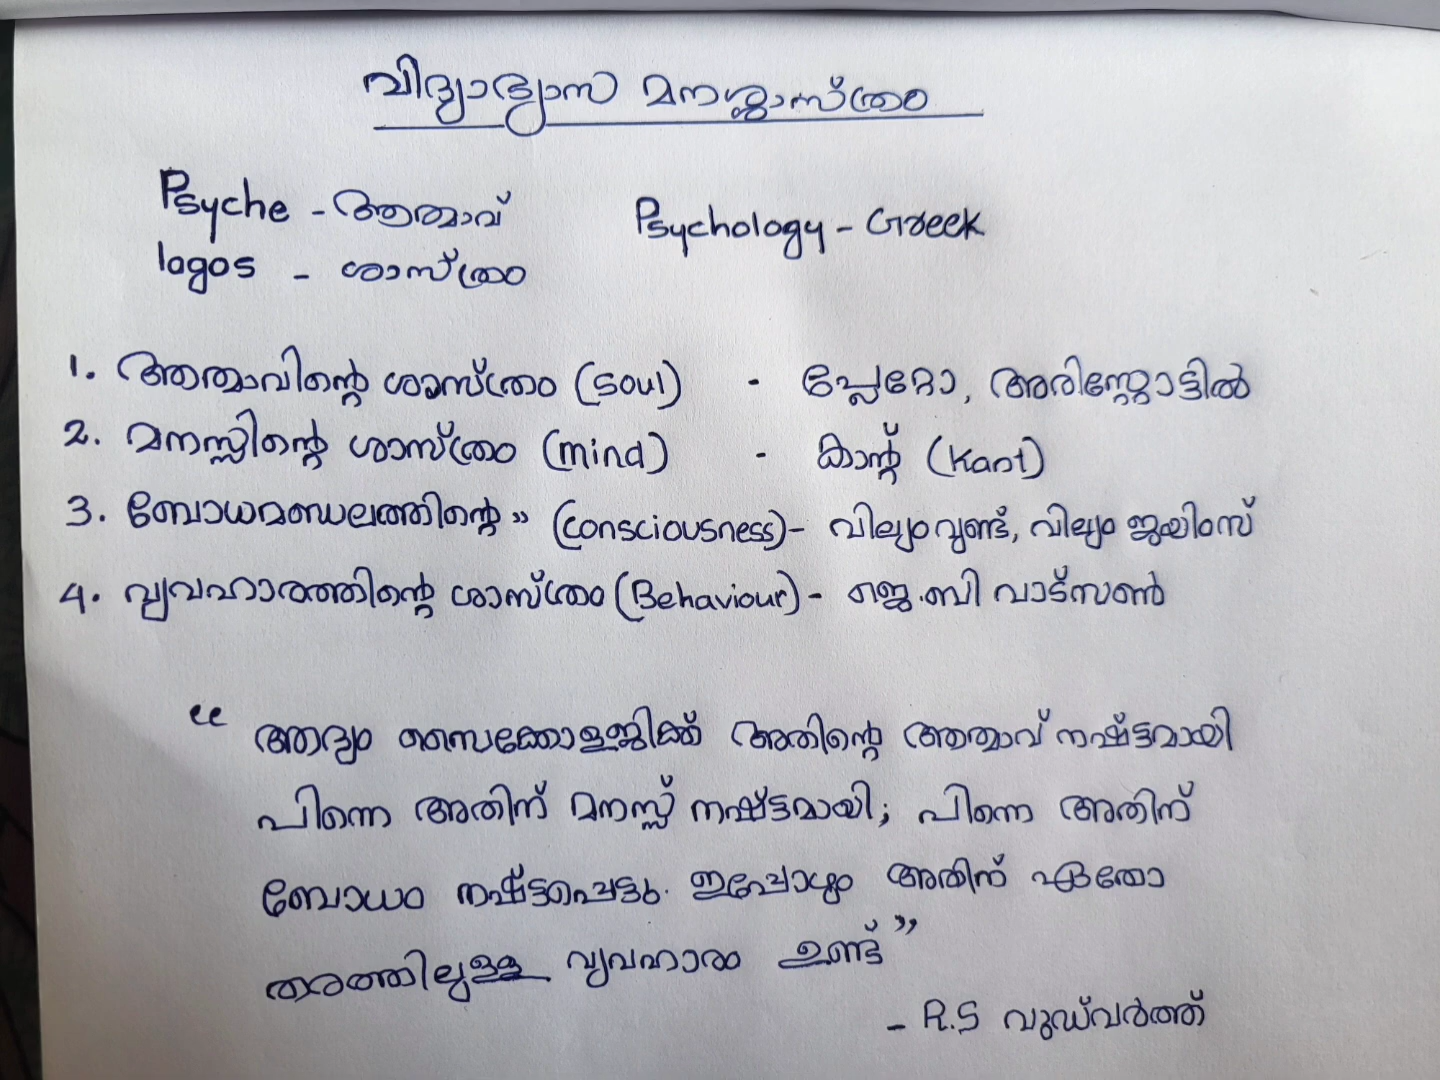 വിദ്യാഭ്യാസ മനശ്ശാസ്ത്രം
Psyche - ആത്മാവ്
Psychology - Greek
logos - ശാസ്ത്രം
1. ആത്മാവിന്റെ ശാസ്ത്രം (Soul) - പ്ലേറ്റോ, അരിസ്റ്റോട്ടിൽ
2. മനസ്സിന്റെ ശാസ്ത്രം (mind) - കാന്റ് (Kant)
3. ബോധമണ്ഡലത്തിന്റെ ,, (Consciousness) - വില്യംവുണ്ട്, വില്യം ജയിംസ്
4. വ്യവഹാരത്തിന്റെ ശാസ്ത്രം (Behaviour) - ജെ.ബി വാട്സൺ
“ ആദ്യം സൈക്കോളജിക്ക് അതിന്റെ ആത്മാവ് നഷ്ട്ടമായി
പിന്നെ അതിന് മനസ്സ് നഷ്ട്ടമായി; പിന്നെ അതിന്
ബോധം നഷ്ട്ടപ്പെട്ടു. ഇപ്പോഴും അതിന് ഏതോ
തരത്തിലുള്ള വ്യവഹാരം ഉണ്ട് ”
- R.S വുഡ്‌വർത്ത്